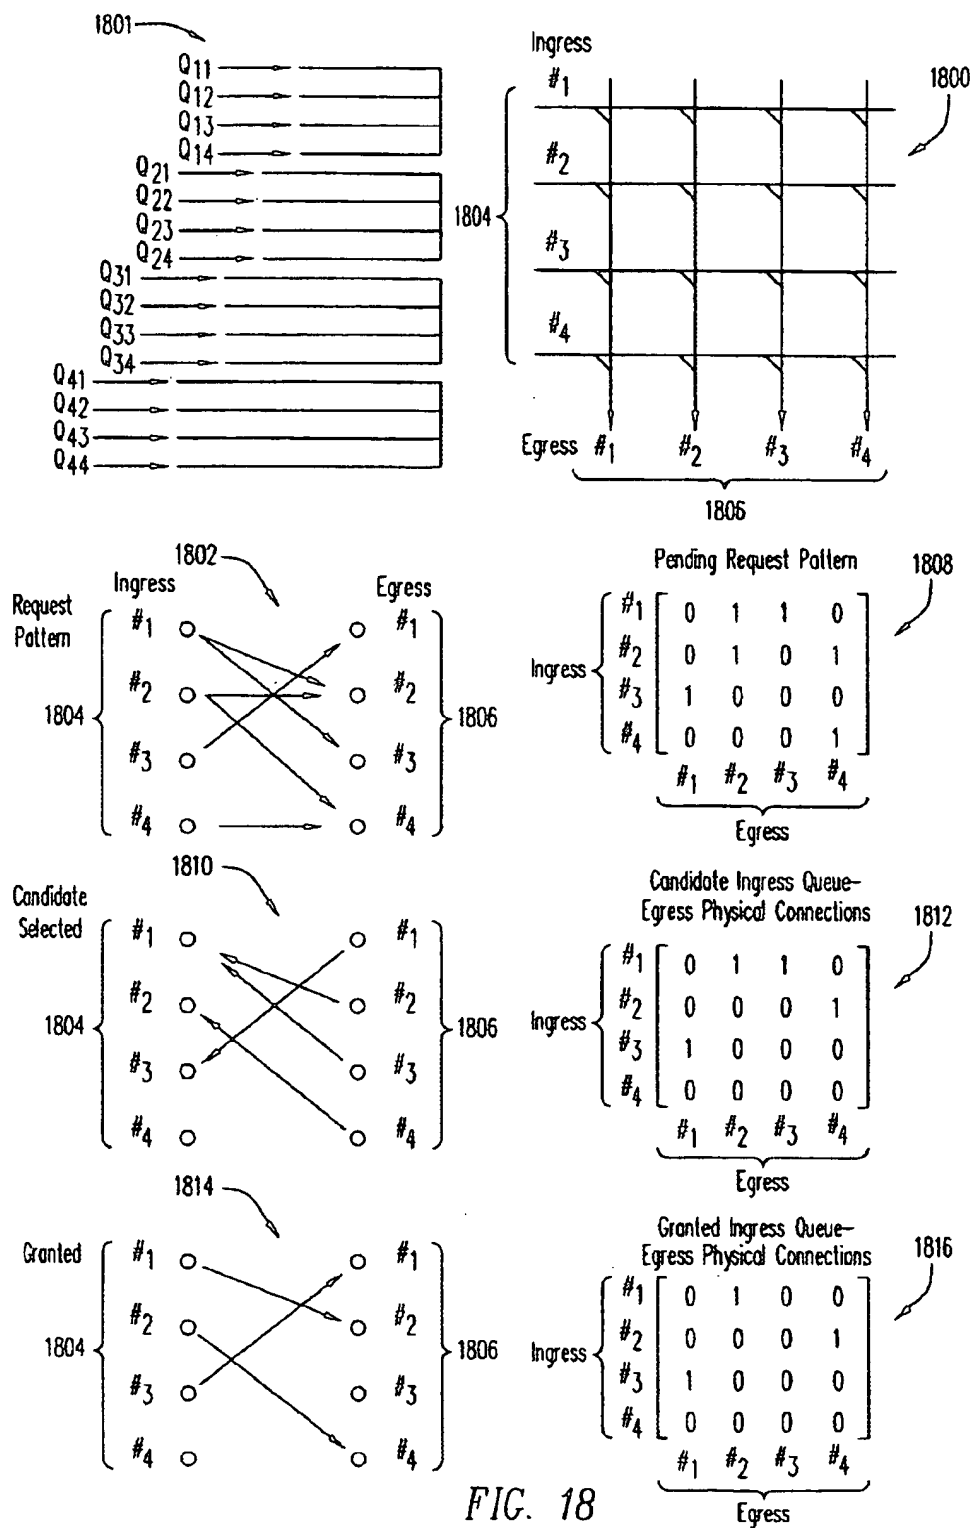 1801
Q11
Q12
Q13
Q14
Q21
Q22
Q23
Q24
Q31
Q32
Q33
Q34
Q41
Q42
Q43
Q44
Ingress
#1
#2
#3
#4
1804
1800
Egress #1 #2 #3 #4
1806
1802
Request
Pattern
Ingress
Egress
#1 #1
#2 #2
#3 #3
#4 #4
1804
1806
Pending Request Pattern
1808
Ingress
#1 0 1 1 0
#2 0 1 0 1
#3 1 0 0 0
#4 0 0 0 1
#1 #2 #3 #4
Egress
1810
Candidate
Selected
#1 #1
#2 #2
#3 #3
#4 #4
1804
1806
Candidate Ingress Queue-
Egress Physical Connections
1812
Ingress
#1 0 1 1 0
#2 0 0 0 1
#3 1 0 0 0
#4 0 0 0 0
#1 #2 #3 #4
Egress
1814
Granted
#1 #1
#2 #2
#3 #3
#4 #4
1804
1806
Granted Ingress Queue-
Egress Physical Connections
1816
Ingress
#1 0 1 0 0
#2 0 0 0 1
#3 1 0 0 0
#4 0 0 0 0
#1 #2 #3 #4
Egress
FIG. 18